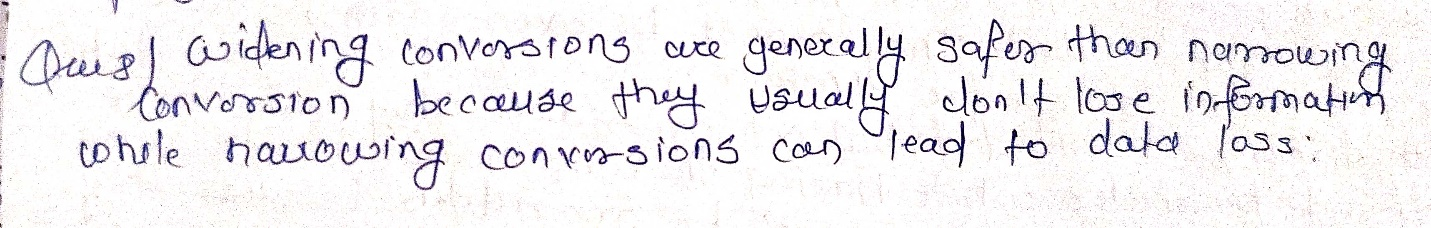 Ques) Widening conversions are generally safer than narrowing
Conversion because they usually don't lose information
while narrowing conversions can lead to data loss.